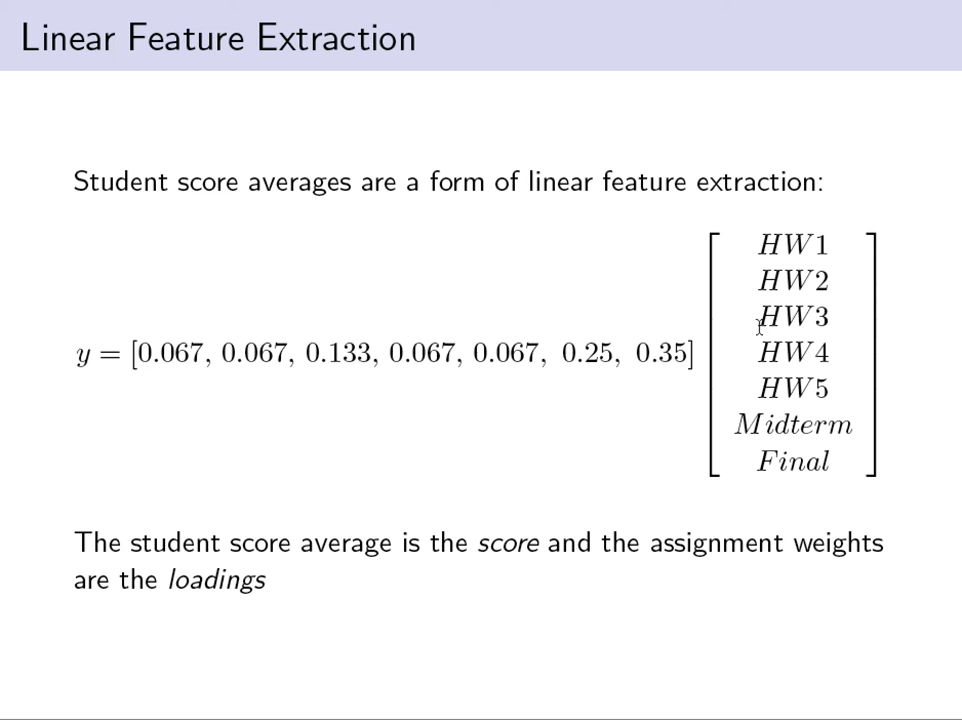 Linear Feature Extraction
Student score averages are a form of linear feature extraction:
HW1
HW2
HW3
y = [0.067, 0.067, 0.133, 0.067, 0.067, 0.25, 0.35]
HW4
HW5
Midterm
Final
The student score average is the score and the assignment weights
are the loadings